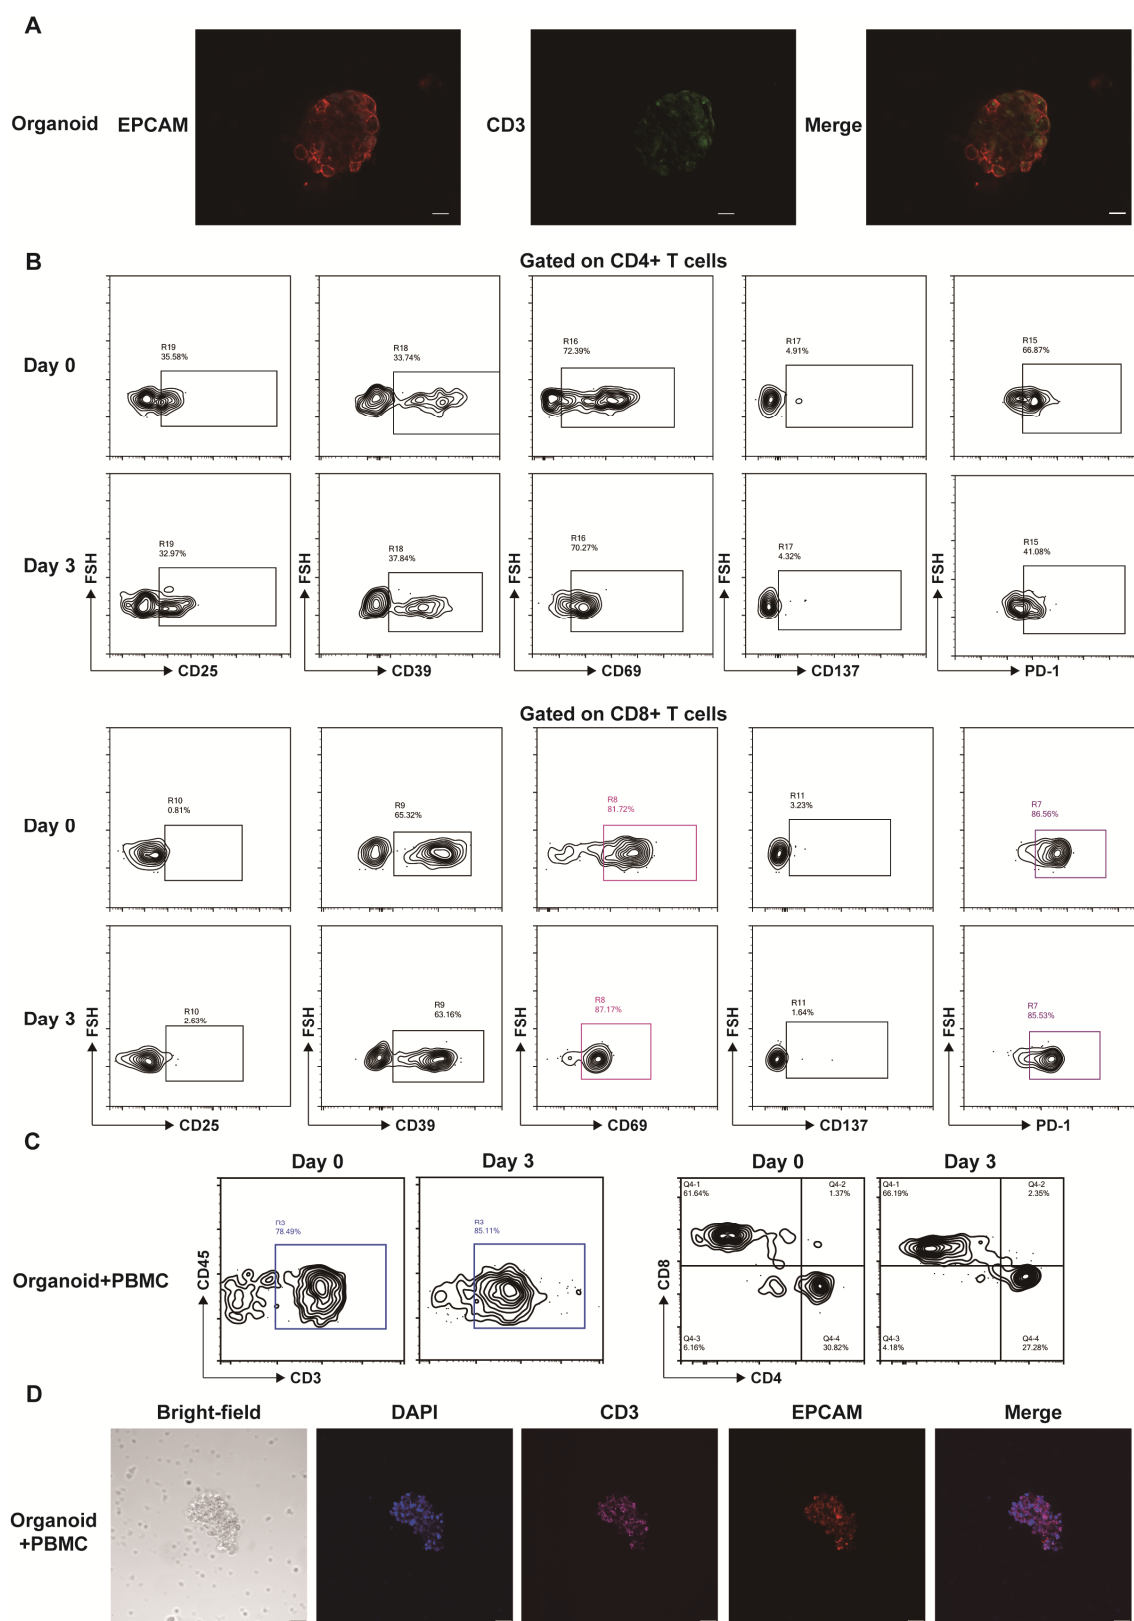 A
Organoid EPCAM CD3 Merge
B
Gated on CD4+ T cells
Day 0
R19
35.58%
R18
33.74%
R16
72.39%
R17
4.91%
R15
66.87%
Day 3
R19
32.97%
R18
37.84%
R16
70.27%
R17
4.32%
R15
41.08%
FSH FSH FSH FSH FSH
CD25 CD39 CD69 CD137 PD-1
Gated on CD8+ T cells
Day 0
R10
0.81%
R9
65.32%
R8
81.72%
R11
3.23%
R7
86.56%
Day 3
R10
2.63%
R9
63.16%
R8
87.17%
R11
1.64%
R7
85.53%
FSH FSH FSH FSH FSH
CD25 CD39 CD69 CD137 PD-1
C
Day 0 Day 3 Day 0 Day 3
Organoid+PBMC
R3
78.49%
R3
85.11%
CD45
CD3
Q4-1
61.64%
Q4-2
1.37%
Q4-3
6.16%
Q4-4
30.82%
Q4-1
66.19%
Q4-2
2.35%
Q4-3
4.18%
Q4-4
27.28%
CD8
CD4
D
Bright-field DAPI CD3 EPCAM Merge
Organoid
+PBMC